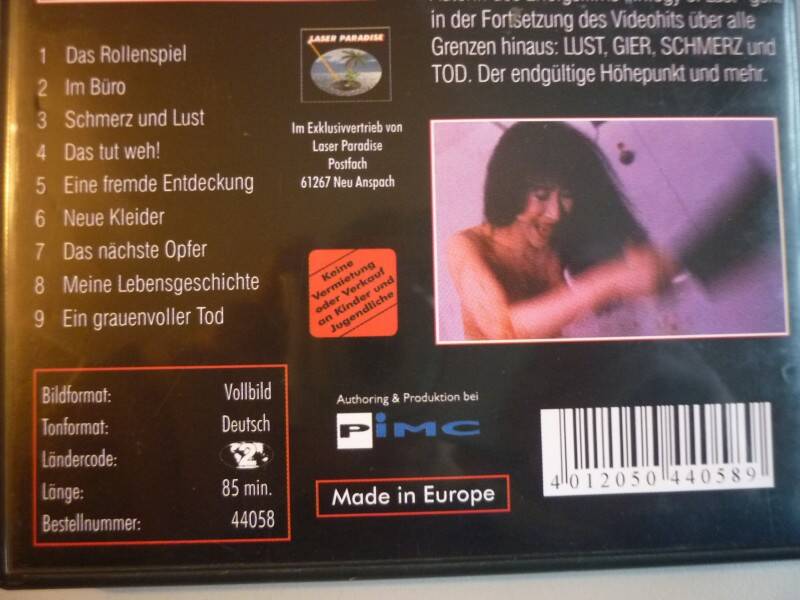 in der Fortsetzung des Videohits über alle
Grenzen hinaus: LUST, GIER, SCHMERZ und
TOD. Der endgültige Höhepunkt und mehr.
1 Das Rollenspiel
2 Im Büro
3 Schmerz und Lust
4 Das tut weh!
5 Eine fremde Entdeckung
6 Neue Kleider
7 Das nächste Opfer
8 Meine Lebensgeschichte
9 Ein grauenvoller Tod
LASER PARADISE
Im Exklusivvertrieb von
Laser Paradise
Postfach
61267 Neu Anspach
Keine
Vermietung
oder Verkauf
an Kinder und
Jugendliche
Bildformat: Vollbild
Tonformat: Deutsch
Ländercode: 2
Länge: 85 min.
Bestellnummer: 44058
Authoring & Produktion bei
PiMC
Made in Europe
4 012050 440589